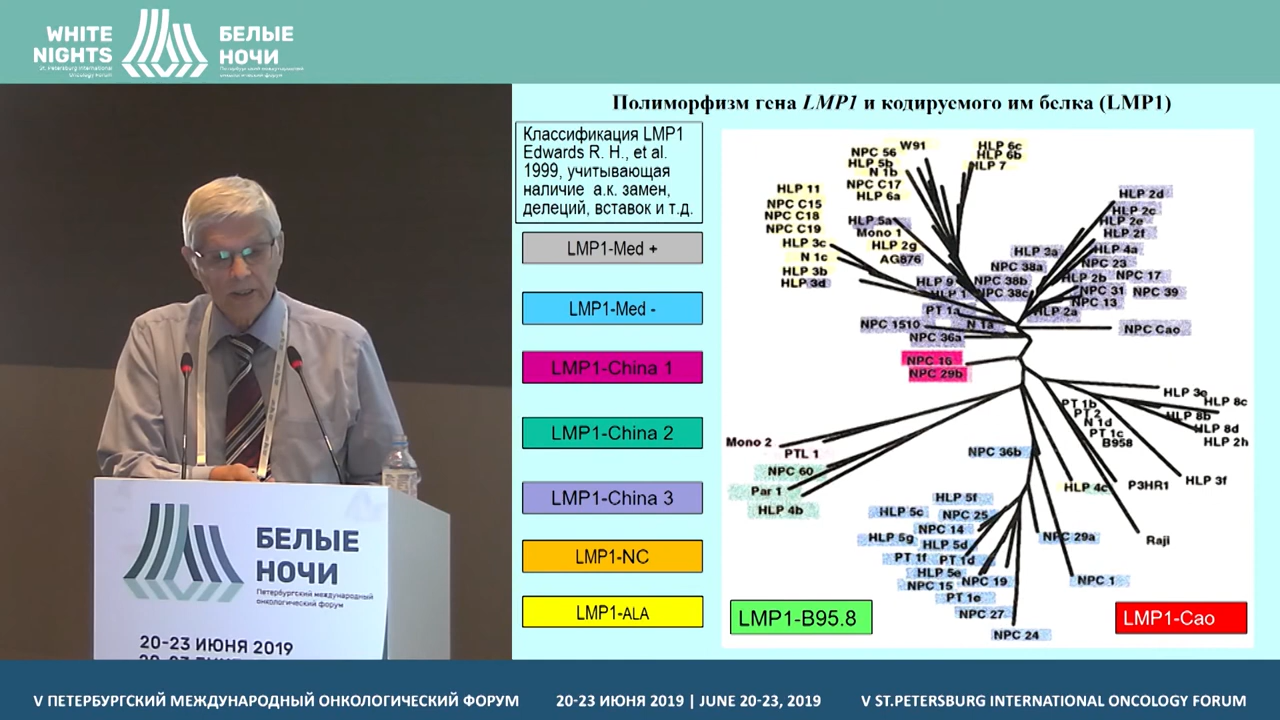 WHITE
NIGHTS
St. Petersburg International
Oncology Forum
БЕЛЫЕ
НОЧИ
Петербургский международный
онкологический форум
Полиморфизм гена LMP1 и кодируемого им белка (LMP1)
Классификация LMP1
Edwards R. H., et al.
1999, учитывающая
наличие а.к. замен,
делеций, вставок и т.д.
LMP1-Med +
LMP1-Med -
LMP1-China 1
LMP1-China 2
LMP1-China 3
LMP1-NC
LMP1-ALA
W91
NPC 56
HLP 5b
N 1b
NPC C17
HLP 6a
HLP 6c
HLP 6b
HLP 7
HLP 11
NPC C15
NPC C18
NPC C19
HLP 3c
N 1c
HLP 3b
HLP 3d
HLP 5a
Mono 1
HLP 2g
AG876
HLP 2d
HLP 2c
HLP 2e
HLP 2f
HLP 3a
HLP 4a
NPC 38a
NPC 23
HLP 9
NPC 38b
HLP 2b
NPC 17
HLP 1
NPC 38c
NPC 31
NPC 39
NPC 13
PT 1a
HLP 2a
NPC 1510
N 1a
NPC Cao
NPC 36a
NPC 16
NPC 29b
HLP 3e
HLP 8c
PT 1b
PT 2
HLP 8b
N 1d
HLP 8d
PT 1c
B958
HLP 2h
Mono 2
PTL 1
NPC 36b
NPC 60
Par 1
HLP 4b
HLP 4c
P3HR1
HLP 3f
HLP 5f
HLP 5c
NPC 25
NPC 14
HLP 5g
HLP 5d
NPC 29a
Raji
PT 1f
PT 1d
HLP 5e
NPC 15
NPC 19
NPC 1
PT 1e
NPC 27
NPC 24
LMP1-B95.8
LMP1-Cao
БЕЛЫЕ
НОЧИ
Петербургский международный
онкологический форум
20-23 ИЮНЯ 2019
V ПЕТЕРБУРГСКИЙ МЕЖДУНАРОДНЫЙ ОНКОЛОГИЧЕСКИЙ ФОРУМ
20-23 ИЮНЯ 2019 | JUNE 20-23, 2019
V ST.PETERSBURG INTERNATIONAL ONCOLOGY FORUM